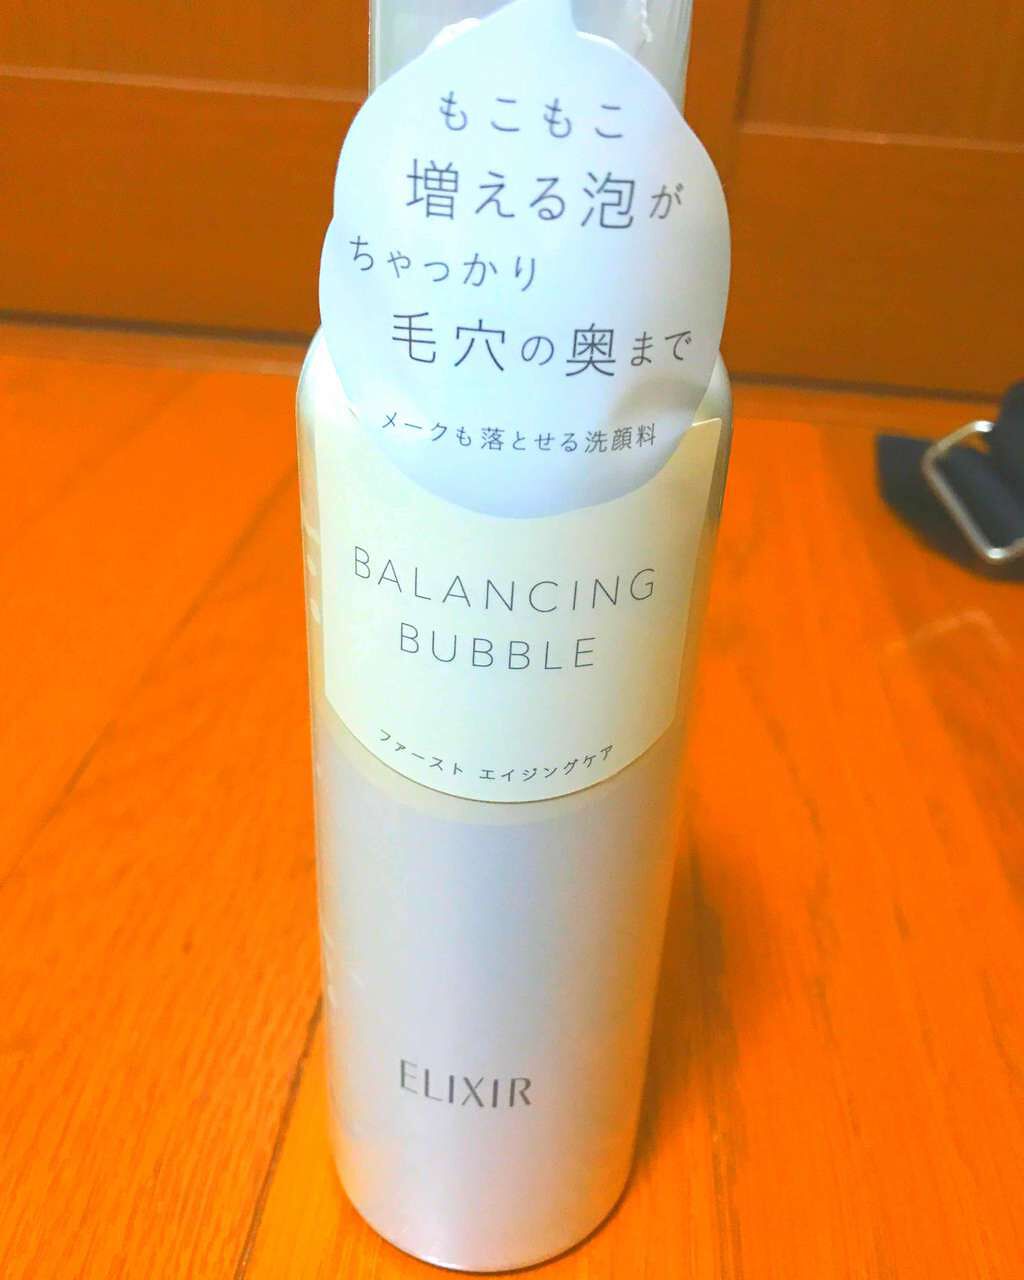 もこもこ
増える泡が
ちゃっかり
毛穴の奥まで
メークも落とせる洗顔料
BALANCING
BUBBLE
ファースト エイジングケア
ELIXIR